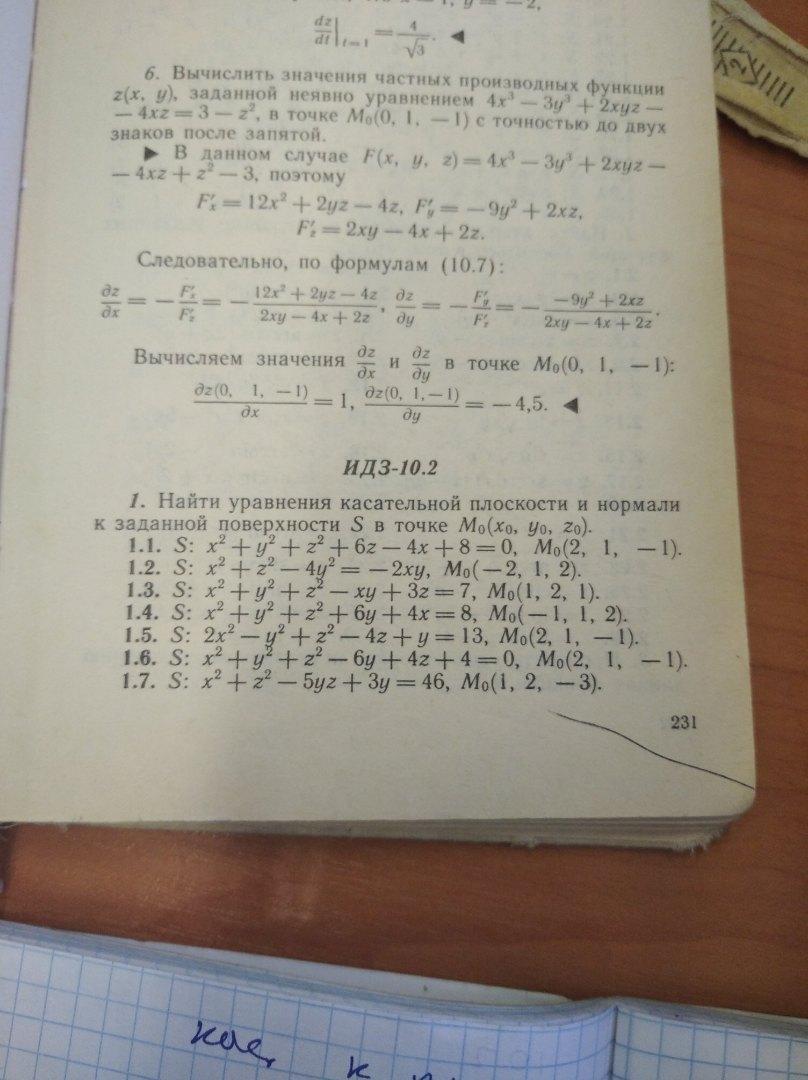 x = 1, y = −2,
dz/dt |t=1 = 4/√3. ◀
6. Вычислить значения частных производных функции
z(x, y), заданной неявно уравнением 4x³ − 3y³ + 2xyz −
− 4xz = 3 − z², в точке M₀(0, 1, −1) с точностью до двух
знаков после запятой.
▶ В данном случае F(x, y, z) = 4x³ − 3y³ + 2xyz −
− 4xz + z² − 3, поэтому
F′ₓ = 12x² + 2yz − 4z, F′y = −9y² + 2xz,
F′z = 2xy − 4x + 2z.
Следовательно, по формулам (10.7):
∂z/∂x = − F′ₓ/F′z = − (12x² + 2yz − 4z)/(2xy − 4x + 2z), ∂z/∂y = − F′y/F′z = − (−9y² + 2xz)/(2xy − 4x + 2z).
Вычисляем значения ∂z/∂x и ∂z/∂y в точке M₀(0, 1, −1):
∂z(0, 1, −1)/∂x = 1, ∂z(0, 1, −1)/∂y = −4,5. ◀
ИДЗ-10.2
1. Найти уравнения касательной плоскости и нормали
к заданной поверхности S в точке M₀(x₀, y₀, z₀).
1.1. S: x² + y² + z² + 6z − 4x + 8 = 0, M₀(2, 1, −1).
1.2. S: x² + z² − 4y² = −2xy, M₀(−2, 1, 2).
1.3. S: x² + y² + z² − xy + 3z = 7, M₀(1, 2, 1).
1.4. S: x² + y² + z² + 6y + 4x = 8, M₀(−1, 1, 2).
1.5. S: 2x² − y² + z² − 4z + y = 13, M₀(2, 1, −1).
1.6. S: x² + y² + z² − 6y + 4z + 4 = 0, M₀(2, 1, −1).
1.7. S: x² + z² − 5yz + 3y = 46, M₀(1, 2, −3).
231
кас, к